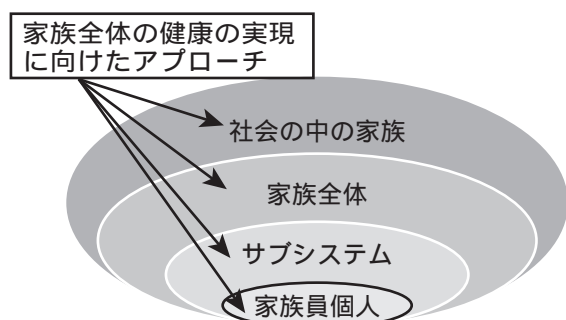 家族全体の健康の実現
に向けたアプローチ
社会の中の家族
家族全体
サブシステム
家族員個人